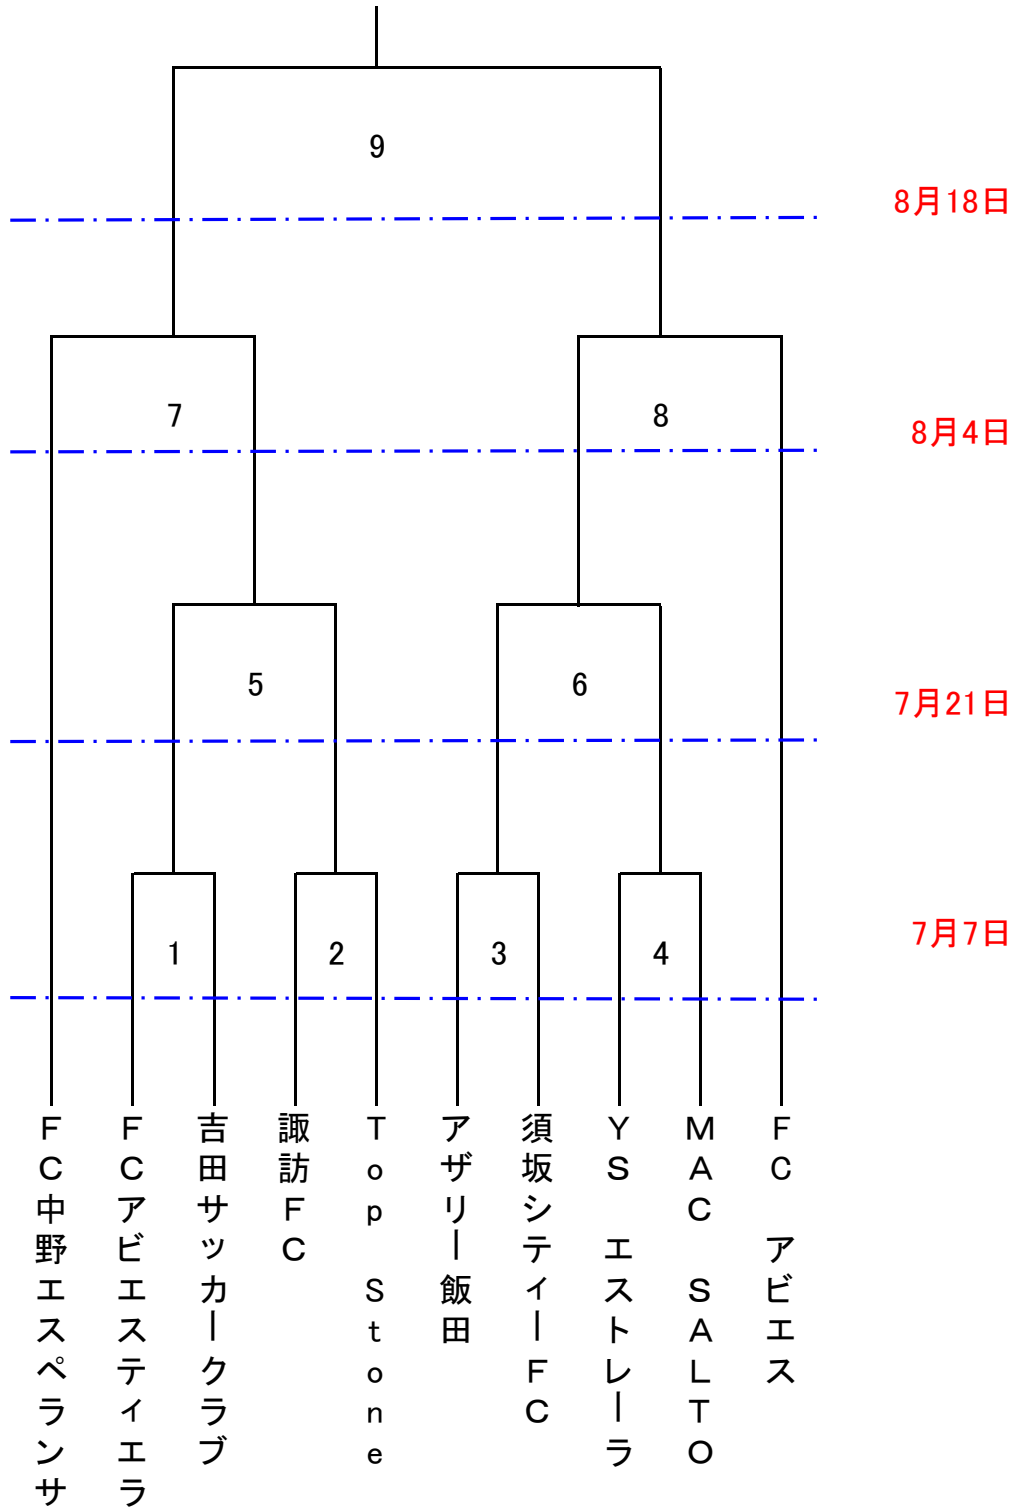 9
8月18日
7
8
8月4日
5
6
7月21日
1
2
3
4
7月7日
FC中野エスペランサ
FCアビエスティエラ
吉田サッカークラブ
諏訪FC
Top Stone
アザリー飯田
須坂シティーFC
YS エストレーラ
MAC SALTO
FC アビエス